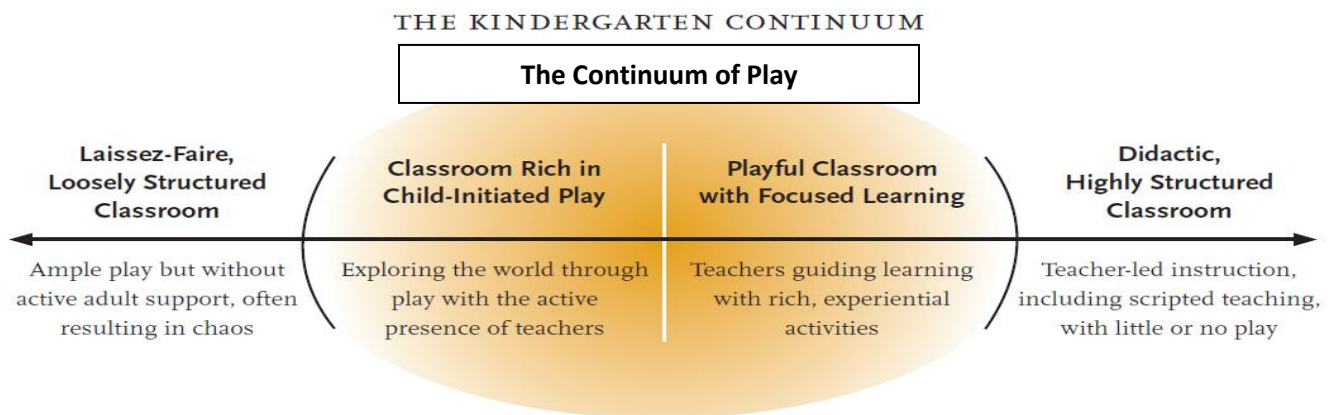 THE KINDERGARTEN CONTINUUM
The Continuum of Play
Laissez-Faire,
Loosely Structured
Classroom
Ample play but without
active adult support, often
resulting in chaos
Classroom Rich in
Child-Initiated Play
Exploring the world through
play with the active
presence of teachers
Playful Classroom
with Focused Learning
Teachers guiding learning
with rich, experiential
activities
Didactic,
Highly Structured
Classroom
Teacher-led instruction,
including scripted teaching,
with little or no play